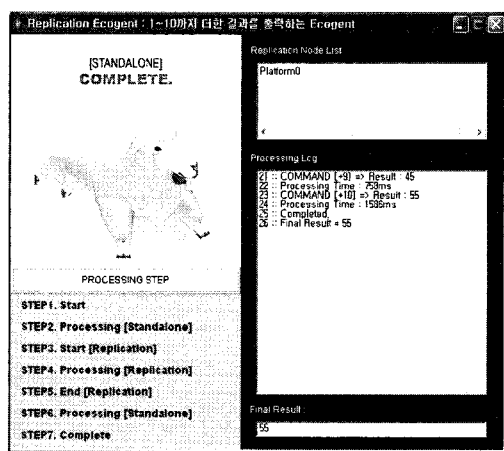 Replication Ecogent : 1~10까지 더한 결과를 출력하는 Ecogent
[STANDALONE]
COMPLETE.
PROCESSING STEP
STEP1. Start
STEP2. Processing [Standalone]
STEP3. Start [Replication]
STEP4. Processing [Replication]
STEP5. End [Replication]
STEP6. Processing [Standalone]
STEP7. Complete
Replication Node List
Platform0
Processing Log
21 :: COMMAND [+9] => Result : 45
22 :: Processing Time : 753ms
23 :: COMMAND [+10] => Result : 55
24 :: Processing Time : 1536ms
25 :: Completed.
26 :: Final Result = 55
Final Result :
55